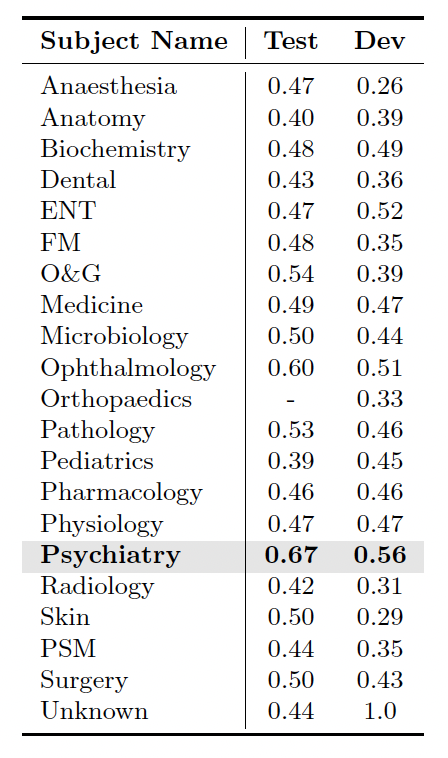 Subject Name Test Dev
Anaesthesia 0.47 0.26
Anatomy 0.40 0.39
Biochemistry 0.48 0.49
Dental 0.43 0.36
ENT 0.47 0.52
FM 0.48 0.35
O&G 0.54 0.39
Medicine 0.49 0.47
Microbiology 0.50 0.44
Ophthalmology 0.60 0.51
Orthopaedics - 0.33
Pathology 0.53 0.46
Pediatrics 0.39 0.45
Pharmacology 0.46 0.46
Physiology 0.47 0.47
Psychiatry 0.67 0.56
Radiology 0.42 0.31
Skin 0.50 0.29
PSM 0.44 0.35
Surgery 0.50 0.43
Unknown 0.44 1.0